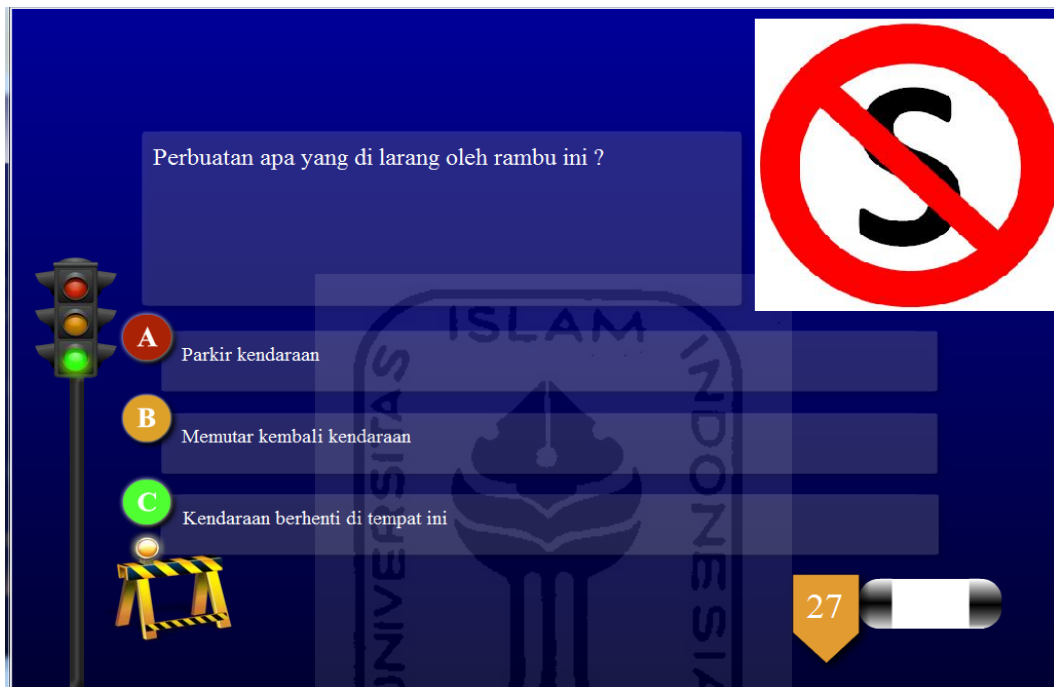 Perbuatan apa yang di larang oleh rambu ini ?
S
A
Parkir kendaraan
B
Memutar kembali kendaraan
C
Kendaraan berhenti di tempat ini
27
UNIVERSITAS ISLAM INDONESIA